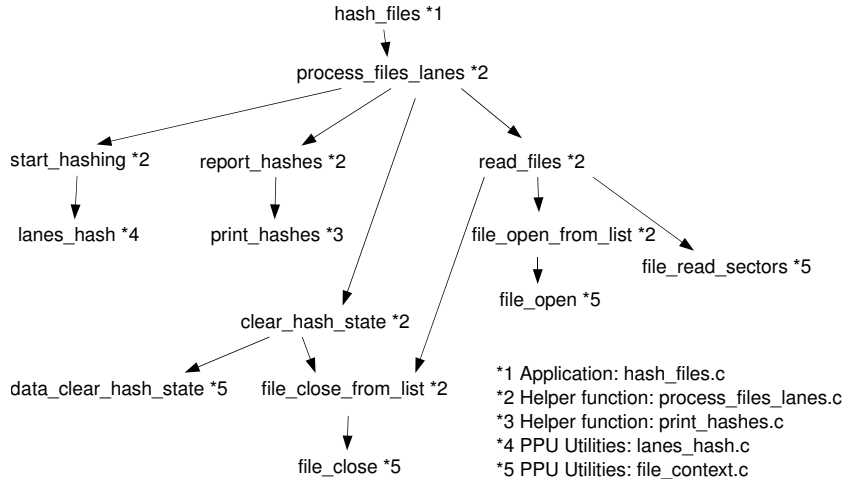 hash_files *1
process_files_lanes *2
start_hashing *2
report_hashes *2
read_files *2
lanes_hash *4
print_hashes *3
file_open_from_list *2
file_read_sectors *5
file_open *5
clear_hash_state *2
data_clear_hash_state *5
file_close_from_list *2
file_close *5
*1 Application: hash_files.c
*2 Helper function: process_files_lanes.c
*3 Helper function: print_hashes.c
*4 PPU Utilities: lanes_hash.c
*5 PPU Utilities: file_context.c